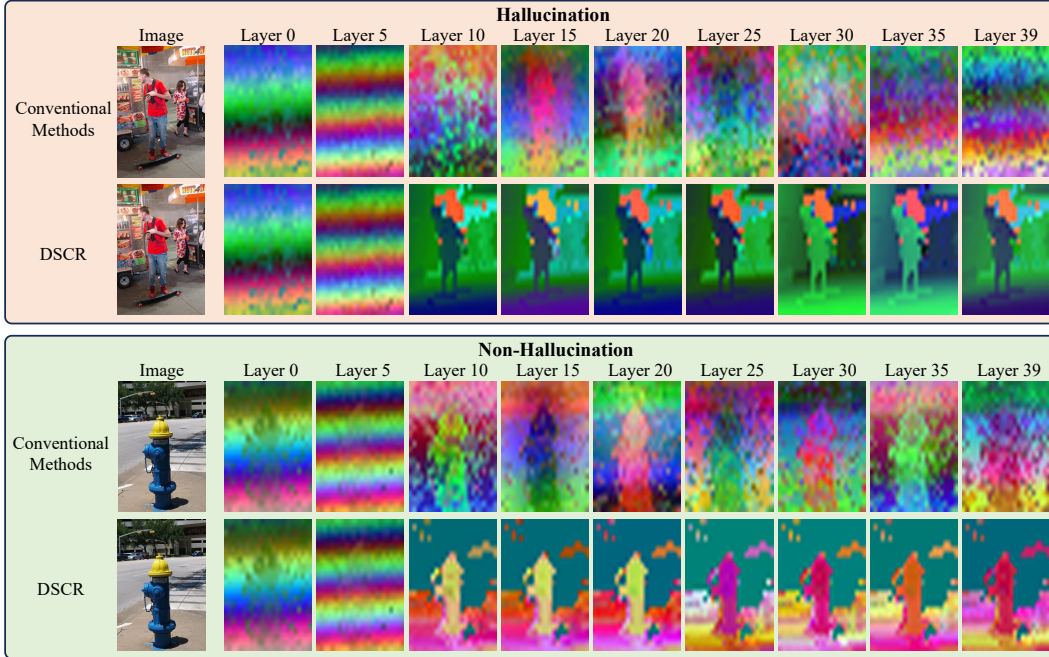 Hallucination
Image Layer 0 Layer 5 Layer 10 Layer 15 Layer 20 Layer 25 Layer 30 Layer 35 Layer 39
Conventional
Methods
DSCR
Non-Hallucination
Image Layer 0 Layer 5 Layer 10 Layer 15 Layer 20 Layer 25 Layer 30 Layer 35 Layer 39
Conventional
Methods
DSCR